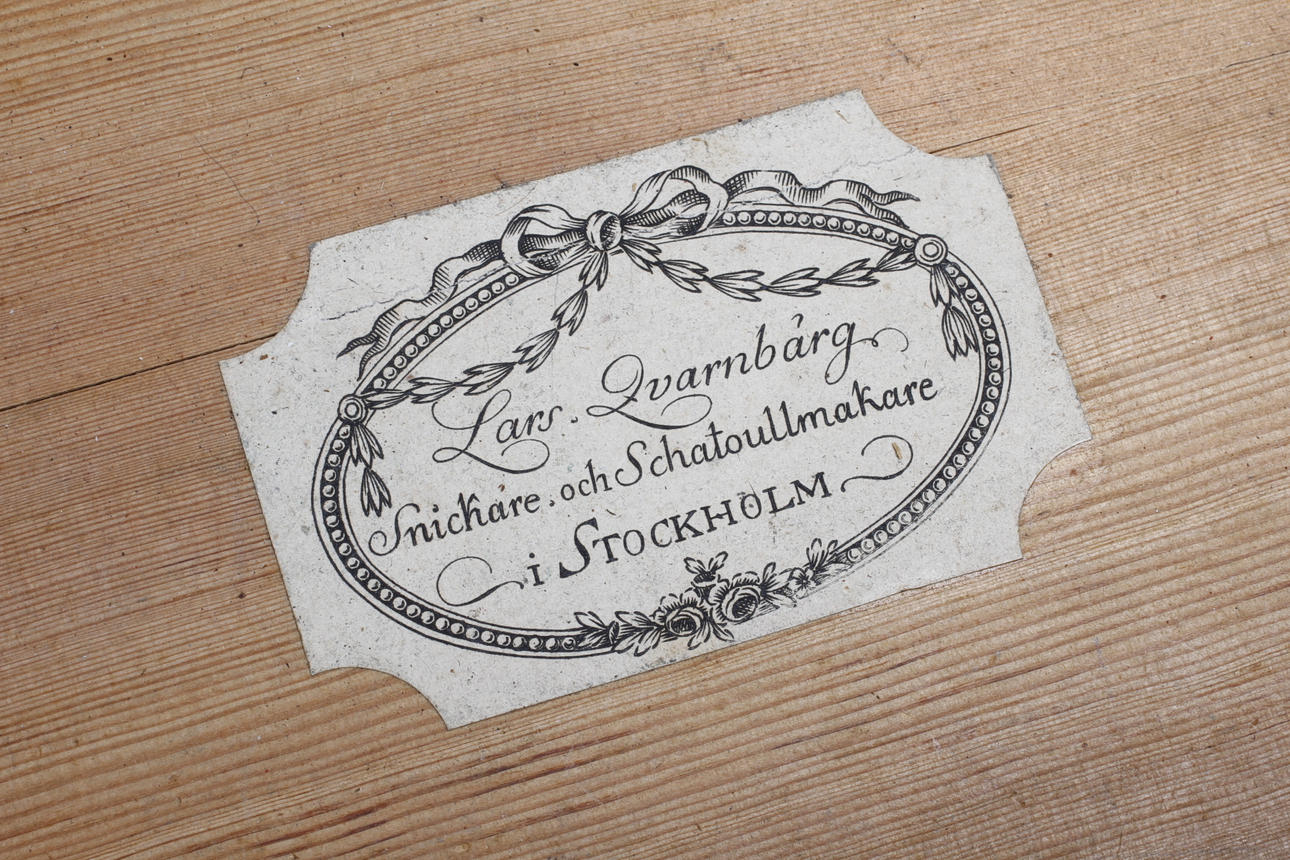 Lars. Qvarnbårg
Snickare. och Schatoullmakare
i STOCKHOLM.